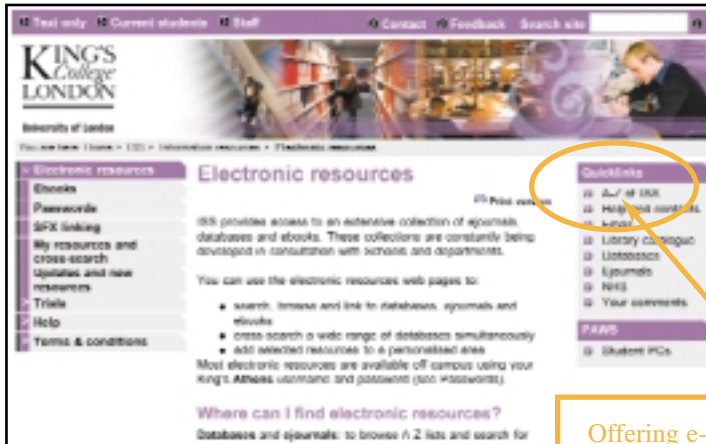 Text only Current students Staff Contact Feedback Search site
KING'S
College
LONDON
University of London
You are here: Home > ISS > Information resources > Electronic resources
Electronic resources
Ebooks
Passwords
SFX linking
My resources and
cross-search
Updates and new
resources
Trials
Help
Terms & conditions
Electronic resources
Print version
ISS provides access to an extensive collection of ejournals,
databases and ebooks. These collections are constantly being
developed in consultation with Schools and departments.
You can use the electronic resources web pages to:
search, browse and link to databases, ejournals and
ebooks
cross-search a wide range of databases simultaneously
add selected resources to a personalised area
Most electronic resources are available off campus using your
King's Athens username and password (see Passwords).
Where can I find electronic resources?
Databases and ejournals: to browse A-Z lists and search for
Quicklinks
A-Z of ISS
Help and contacts
Email
Library catalogue
Databases
Ejournals
NHS
Your comments
PAWS
Student PCs
Offering e-